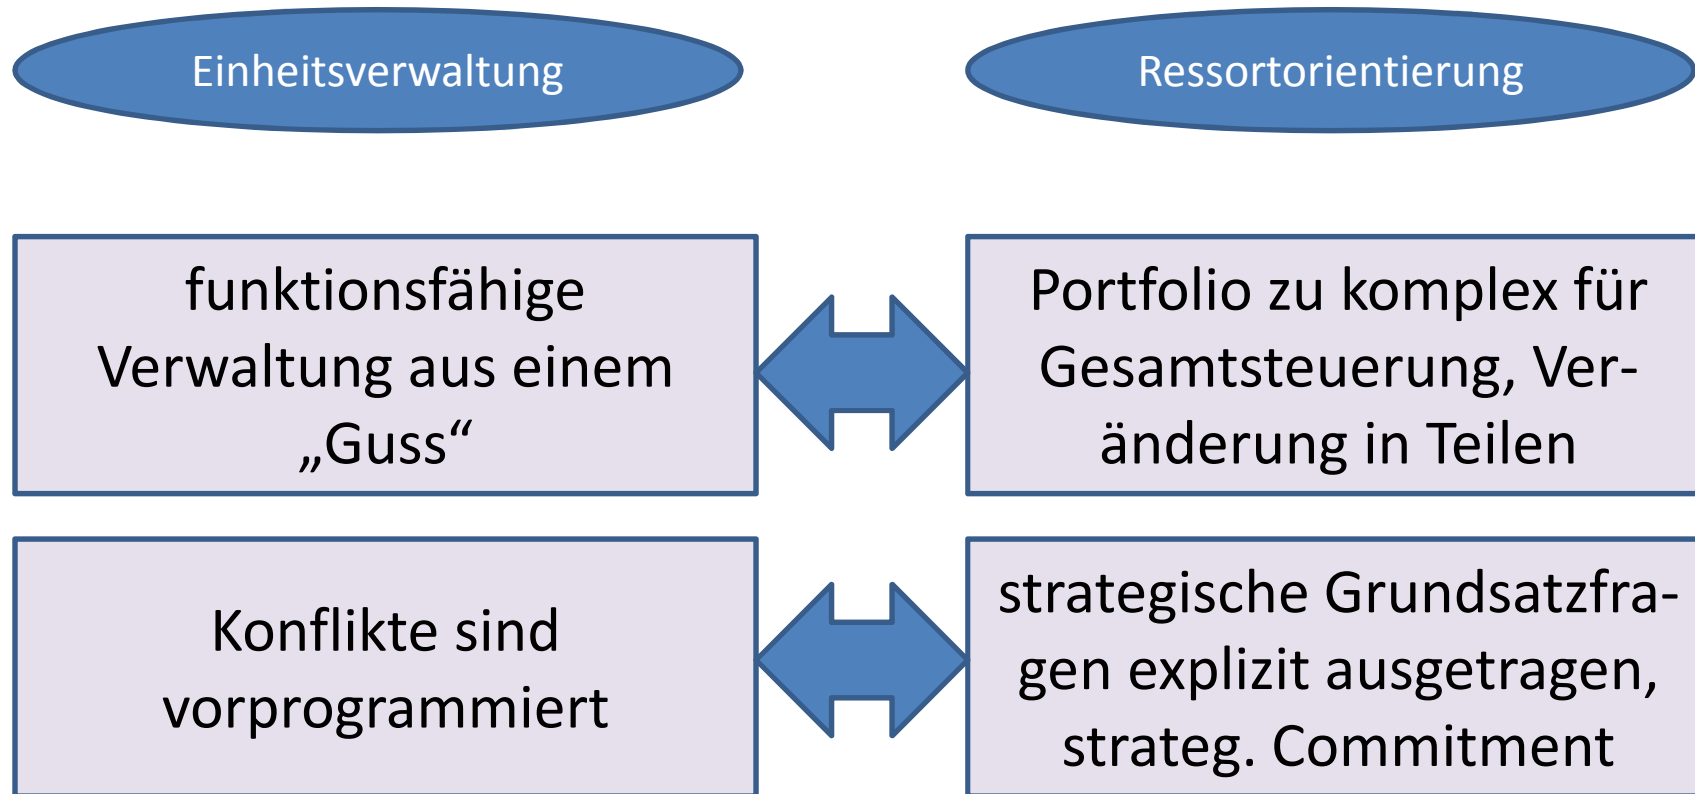 Einheitsverwaltung
Ressortorientierung
funktionsfähige
Verwaltung aus einem
„Guss“
Portfolio zu komplex für
Gesamtsteuerung, Ver-
änderung in Teilen
Konflikte sind
vorprogrammiert
strategische Grundsatzfra-
gen explizit ausgetragen,
strateg. Commitment